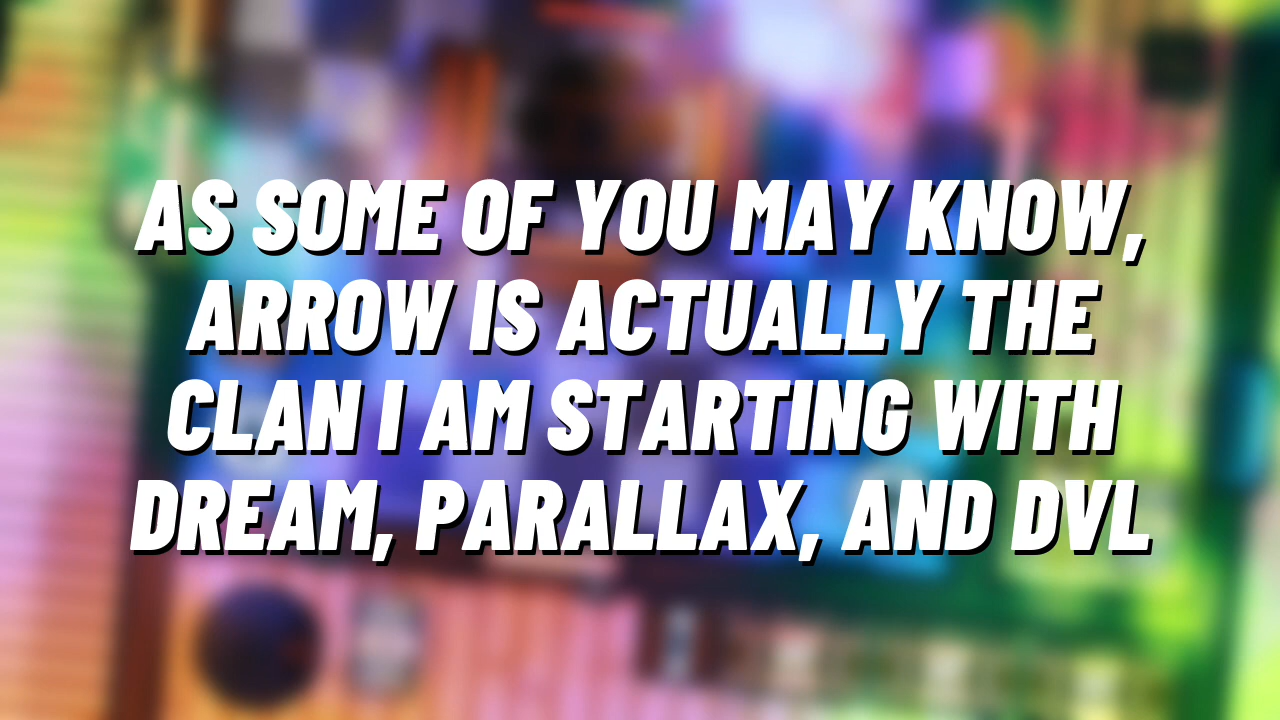 AS SOME OF YOU MAY KNOW,
ARROW IS ACTUALLY THE
CLAN I AM STARTING WITH
DREAM, PARALLAX, AND DVL